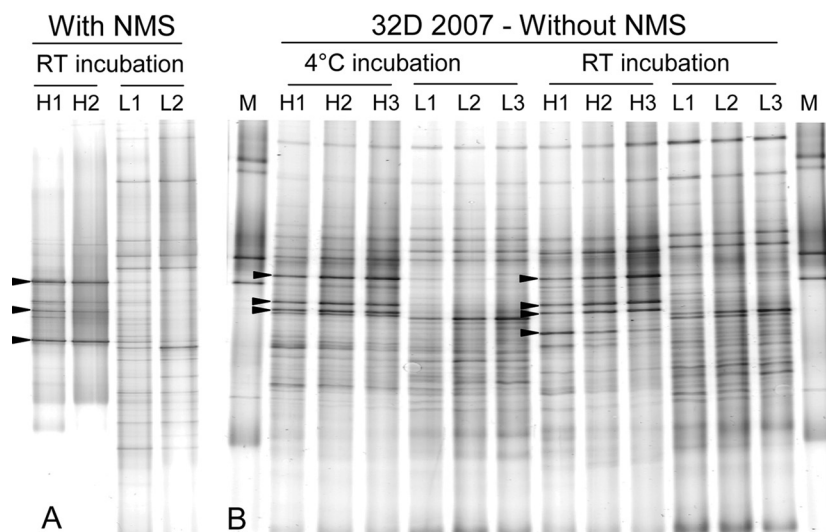 With NMS
RT incubation
H1 H2 L1 L2
A
32D 2007 - Without NMS
4°C incubation RT incubation
M H1 H2 H3 L1 L2 L3 H1 H2 H3 L1 L2 L3 M
B